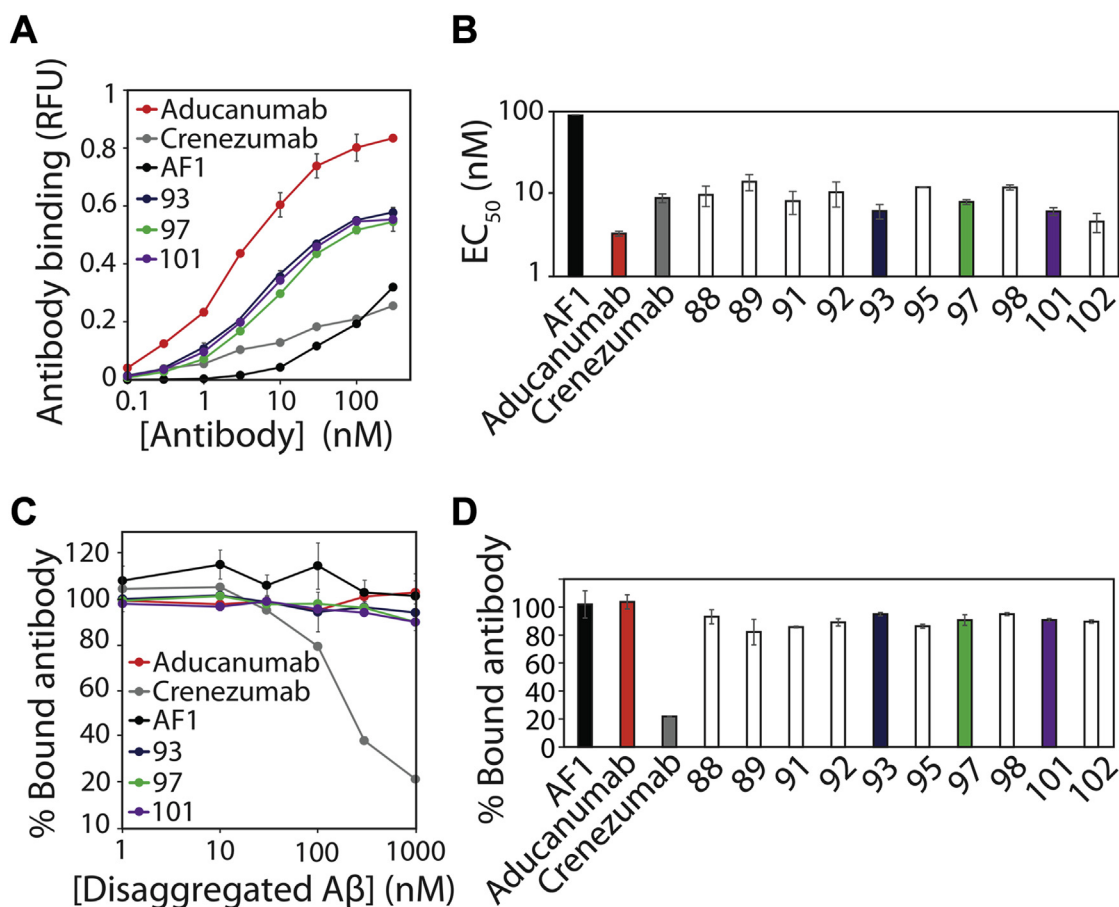 A
Antibody binding (RFU)
1
0.8
0.6
0.4
0.2
0
Aducanumab
Crenezumab
AF1
93
97
101
0.1 1 10 100
[Antibody] (nM)
B
EC50 (nM)
100
10
1
AF1 Aducanumab Crenezumab 88 89 91 92 93 95 97 98 101 102
C
% Bound antibody
120
100
80
60
40
20
10
Aducanumab
Crenezumab
AF1
93
97
101
1 10 100 1000
[Disaggregated Aβ] (nM)
D
% Bound antibody
100
80
60
40
20
0
AF1 Aducanumab Crenezumab 88 89 91 92 93 95 97 98 101 102